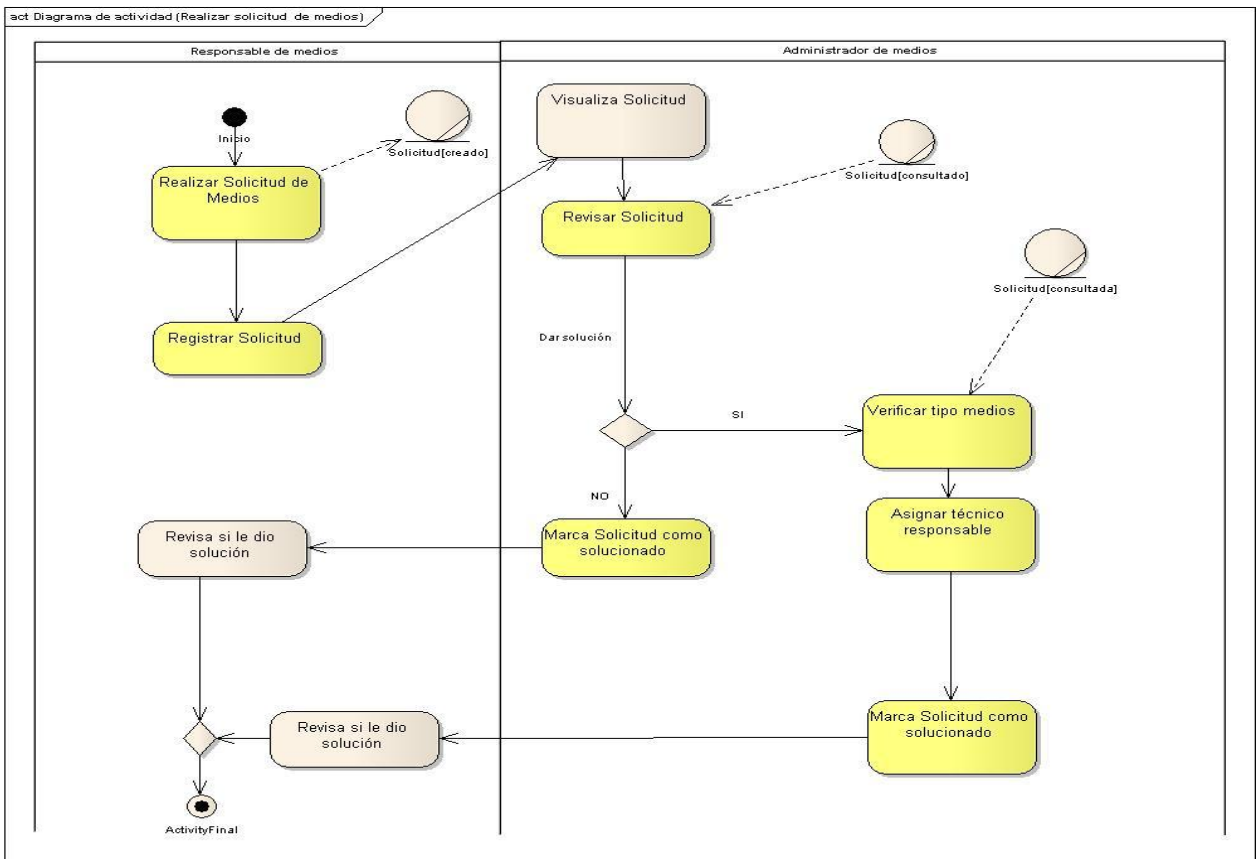 act Diagrama de actividad (Realizar solicitud de medios)
Responsable de medios
Administrador de medios
Inicio
Solicitud[creado]
Realizar Solicitud de
Medios
Registrar Solicitud
Visualiza Solicitud
Solicitud[consultado]
Revisar Solicitud
Solicitud[consultada]
Dar solución
SI
Verificar tipo medios
NO
Asignar técnico
responsable
Marca Solicitud como
solucionado
Revisa si le dio
solución
Marca Solicitud como
solucionado
Revisa si le dio
solución
ActivityFinal